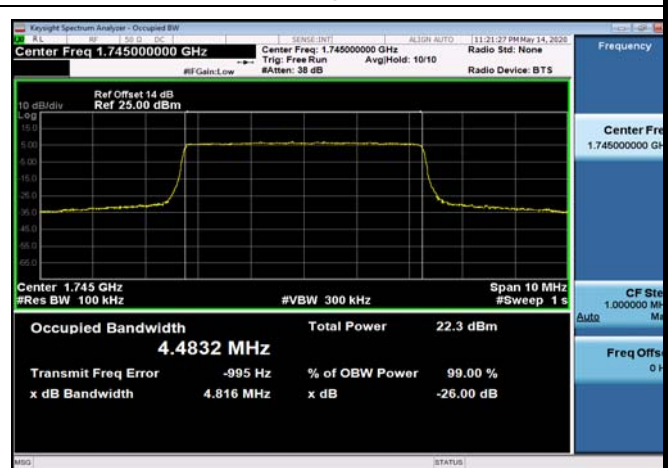 Keysight Spectrum Analyzer - Occupied BW
RL RF 50 Ω DC SENSE:INT ALIGN AUTO 11:21:27 PM May 14, 2020
Center Freq 1.745000000 GHz
Center Freq: 1.745000000 GHz Radio Std: None
Trig: Free Run Avg|Hold: 10/10
#IFGain:Low #Atten: 38 dB Radio Device: BTS
Frequency
Ref Offset 14 dB
10 dB/div Ref 25.00 dBm
Log
15.0
5.00
-5.00
-15.0
-25.0
-35.0
-45.0
-55.0
-65.0
Center Fre
1.745000000 GH
Center 1.745 GHz Span 10 MHz
#Res BW 100 kHz #VBW 300 kHz #Sweep 1 s
CF Ste
1.000000 MH
Auto Ma
Occupied Bandwidth Total Power 22.3 dBm
4.4832 MHz
Transmit Freq Error -995 Hz % of OBW Power 99.00 %
x dB Bandwidth 4.816 MHz x dB -26.00 dB
Freq Offs
0 H
MSG STATUS